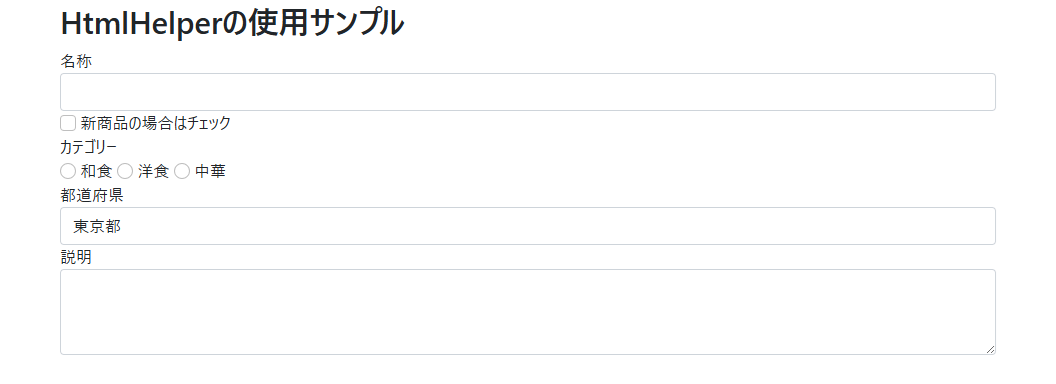 HtmlHelperの使用サンプル
名称
新商品の場合はチェック
カテゴリー
和食 洋食 中華
都道府県
東京都
説明